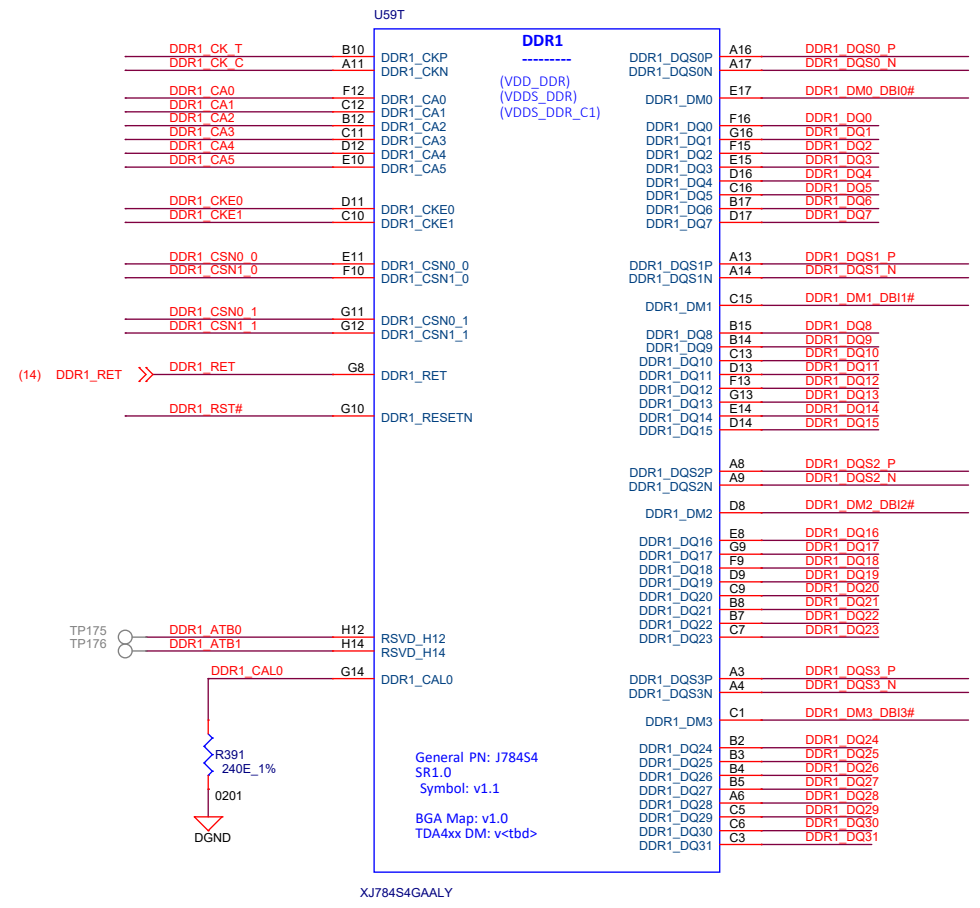 U59T
DDR1
---------
(VDD_DDR)
(VDDS_DDR)
(VDDS_DDR_C1)
DDR1_CK_T B10 DDR1_CKP
DDR1_CK_C A11 DDR1_CKN
DDR1_CA0 F12 DDR1_CA0
DDR1_CA1 C12 DDR1_CA1
DDR1_CA2 B12 DDR1_CA2
DDR1_CA3 C11 DDR1_CA3
DDR1_CA4 D12 DDR1_CA4
DDR1_CA5 E10 DDR1_CA5
DDR1_CKE0 D11 DDR1_CKE0
DDR1_CKE1 C10 DDR1_CKE1
DDR1_CSN0_0 E11 DDR1_CSN0_0
DDR1_CSN1_0 F10 DDR1_CSN1_0
DDR1_CSN0_1 G11 DDR1_CSN0_1
DDR1_CSN1_1 G12 DDR1_CSN1_1
(14) DDR1_RET DDR1_RET G8 DDR1_RET
DDR1_RST# G10 DDR1_RESETN
TP175 DDR1_ATB0 H12 RSVD_H12
TP176 DDR1_ATB1 H14 RSVD_H14
DDR1_CAL0 G14 DDR1_CAL0
R391
240E_1%
0201
DGND
DDR1_DQS0P A16 DDR1_DQS0_P
DDR1_DQS0N A17 DDR1_DQS0_N
DDR1_DM0 E17 DDR1_DM0_DBI0#
DDR1_DQ0 F16 DDR1_DQ0
DDR1_DQ1 G16 DDR1_DQ1
DDR1_DQ2 F15 DDR1_DQ2
DDR1_DQ3 E15 DDR1_DQ3
DDR1_DQ4 D16 DDR1_DQ4
DDR1_DQ5 C16 DDR1_DQ5
DDR1_DQ6 B17 DDR1_DQ6
DDR1_DQ7 D17 DDR1_DQ7
DDR1_DQS1P A13 DDR1_DQS1_P
DDR1_DQS1N A14 DDR1_DQS1_N
DDR1_DM1 C15 DDR1_DM1_DBI1#
DDR1_DQ8 B15 DDR1_DQ8
DDR1_DQ9 B14 DDR1_DQ9
DDR1_DQ10 C13 DDR1_DQ10
DDR1_DQ11 D13 DDR1_DQ11
DDR1_DQ12 F13 DDR1_DQ12
DDR1_DQ13 G13 DDR1_DQ13
DDR1_DQ14 E14 DDR1_DQ14
DDR1_DQ15 D14 DDR1_DQ15
DDR1_DQS2P A8 DDR1_DQS2_P
DDR1_DQS2N A9 DDR1_DQS2_N
DDR1_DM2 D8 DDR1_DM2_DBI2#
DDR1_DQ16 E8 DDR1_DQ16
DDR1_DQ17 G9 DDR1_DQ17
DDR1_DQ18 F9 DDR1_DQ18
DDR1_DQ19 D9 DDR1_DQ19
DDR1_DQ20 C9 DDR1_DQ20
DDR1_DQ21 B8 DDR1_DQ21
DDR1_DQ22 B7 DDR1_DQ22
DDR1_DQ23 C7 DDR1_DQ23
DDR1_DQS3P A3 DDR1_DQS3_P
DDR1_DQS3N A4 DDR1_DQS3_N
DDR1_DM3 C1 DDR1_DM3_DBI3#
DDR1_DQ24 B2 DDR1_DQ24
DDR1_DQ25 B3 DDR1_DQ25
DDR1_DQ26 B4 DDR1_DQ26
DDR1_DQ27 B5 DDR1_DQ27
DDR1_DQ28 A6 DDR1_DQ28
DDR1_DQ29 C5 DDR1_DQ29
DDR1_DQ30 C6 DDR1_DQ30
DDR1_DQ31 C3 DDR1_DQ31
General PN: J784S4
SR1.0
Symbol: v1.1
BGA Map: v1.0
TDA4xx DM: v<tbd>
XJ784S4GAALY